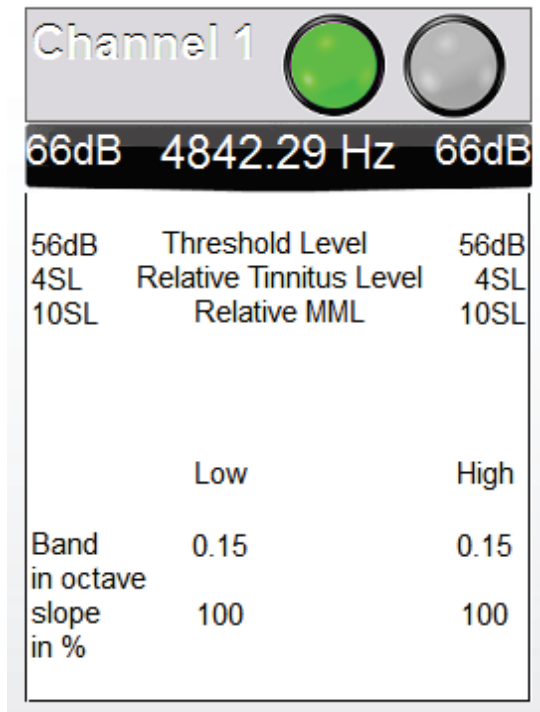 Channel 1
66dB 4842.29 Hz 66dB
56dB Threshold Level 56dB
4SL Relative Tinnitus Level 4SL
10SL Relative MML 10SL
Low High
Band 0.15 0.15
in octave
slope 100 100
in %